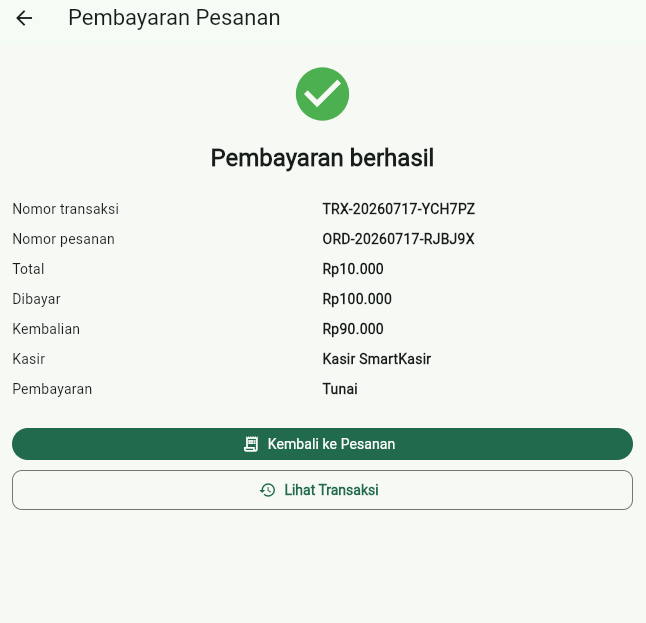 Pembayaran Pesanan
Pembayaran berhasil
Nomor transaksi TRX-20260717-YCH7PZ
Nomor pesanan ORD-20260717-RJBJ9X
Total Rp10.000
Dibayar Rp100.000
Kembalian Rp90.000
Kasir Kasir SmartKasir
Pembayaran Tunai
Kembali ke Pesanan
Lihat Transaksi